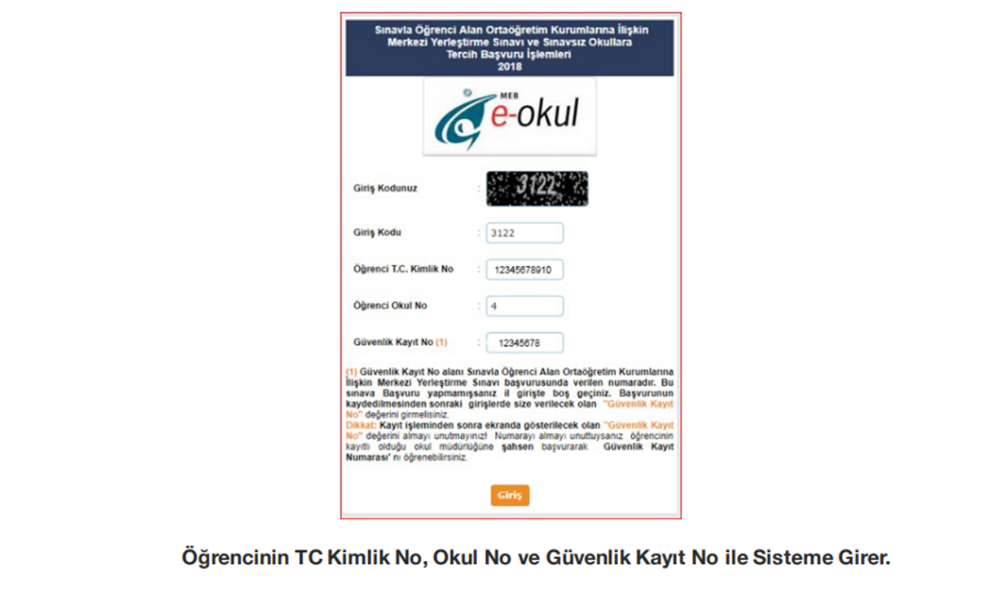 Sınavla Öğrenci Alan Ortaöğretim Kurumlarına İlişkin
Merkezi Yerleştirme Sınavı ve Sınavsız Okullara
Tercih Başvuru İşlemleri
2018
MEB
e-okul
Giriş Kodunuz : 3122
Giriş Kodu : 3122
Öğrenci T.C. Kimlik No : 12345678910
Öğrenci Okul No : 4
Güvenlik Kayıt No (1) : 12345678
(1) Güvenlik Kayıt No alanı Sınavla Öğrenci Alan Ortaöğretim Kurumlarına
İlişkin Merkezi Yerleştirme Sınavı başvurusunda verilen numaradır. Bu
sınava Başvuru yapmamışsanız il girişte boş geçiniz. Başvurunun
kaydedilmesinden sonraki girişlerde size verilecek olan "Güvenlik Kayıt
No" değerini girmelisiniz.
Dikkat: Kayıt işleminden sonra ekranda gösterilecek olan "Güvenlik Kayıt
No" değerini almayı unutmayınız! Numarayı almayı unuttuysanız öğrencinin
kayıtlı olduğu okul müdürlüğüne şahsen başvurarak Güvenlik Kayıt
Numarası' nı öğrenebilirsiniz.
Giriş
Öğrencinin TC Kimlik No, Okul No ve Güvenlik Kayıt No ile Sisteme Girer.